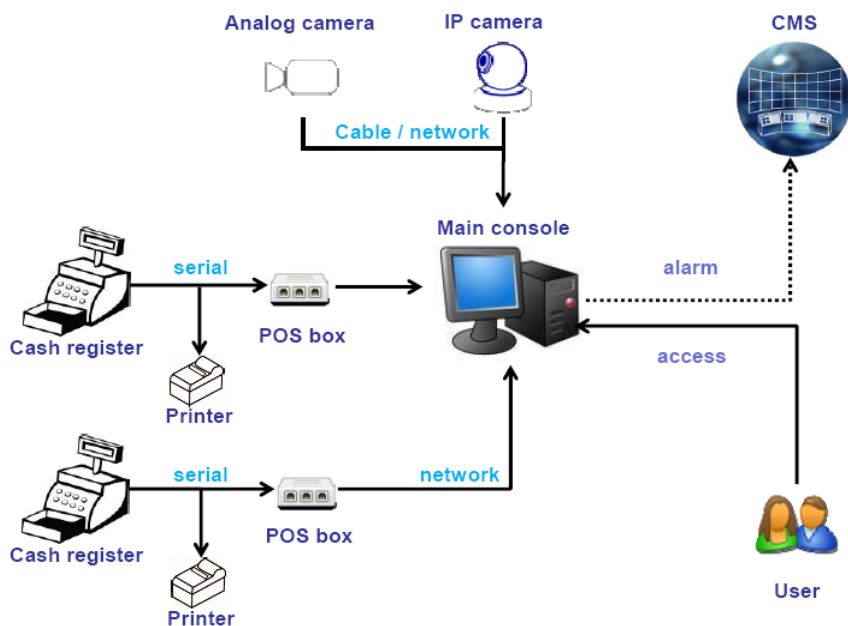 Analog camera
IP camera
CMS
Cable / network
Main console
serial
alarm
POS box
Cash register
access
Printer
serial
network
POS box
Cash register
User
Printer